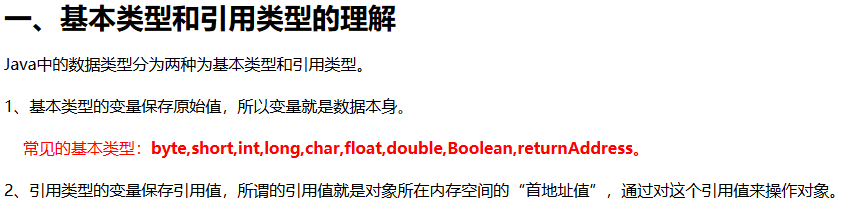 一、基本类型和引用类型的理解
Java中的数据类型分为两种为基本类型和引用类型。
1、基本类型的变量保存原始值，所以变量就是数据本身。
常见的基本类型：byte,short,int,long,char,float,double,Boolean,returnAddress。
2、引用类型的变量保存引用值，所谓的引用值就是对象所在内存空间的“首地址值”，通过对这个引用值来操作对象。